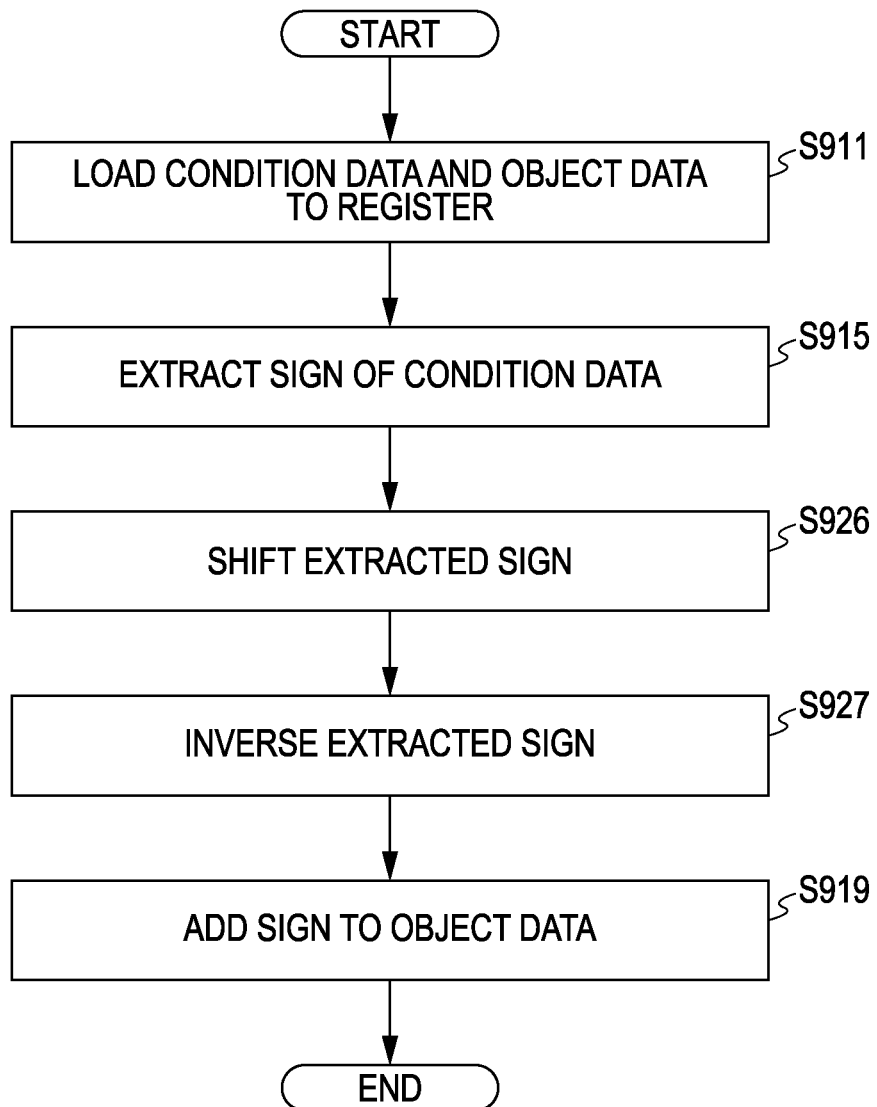 START
S911
LOAD CONDITION DATA AND OBJECT DATA
TO REGISTER
S915
EXTRACT SIGN OF CONDITION DATA
S926
SHIFT EXTRACTED SIGN
S927
INVERSE EXTRACTED SIGN
S919
ADD SIGN TO OBJECT DATA
END